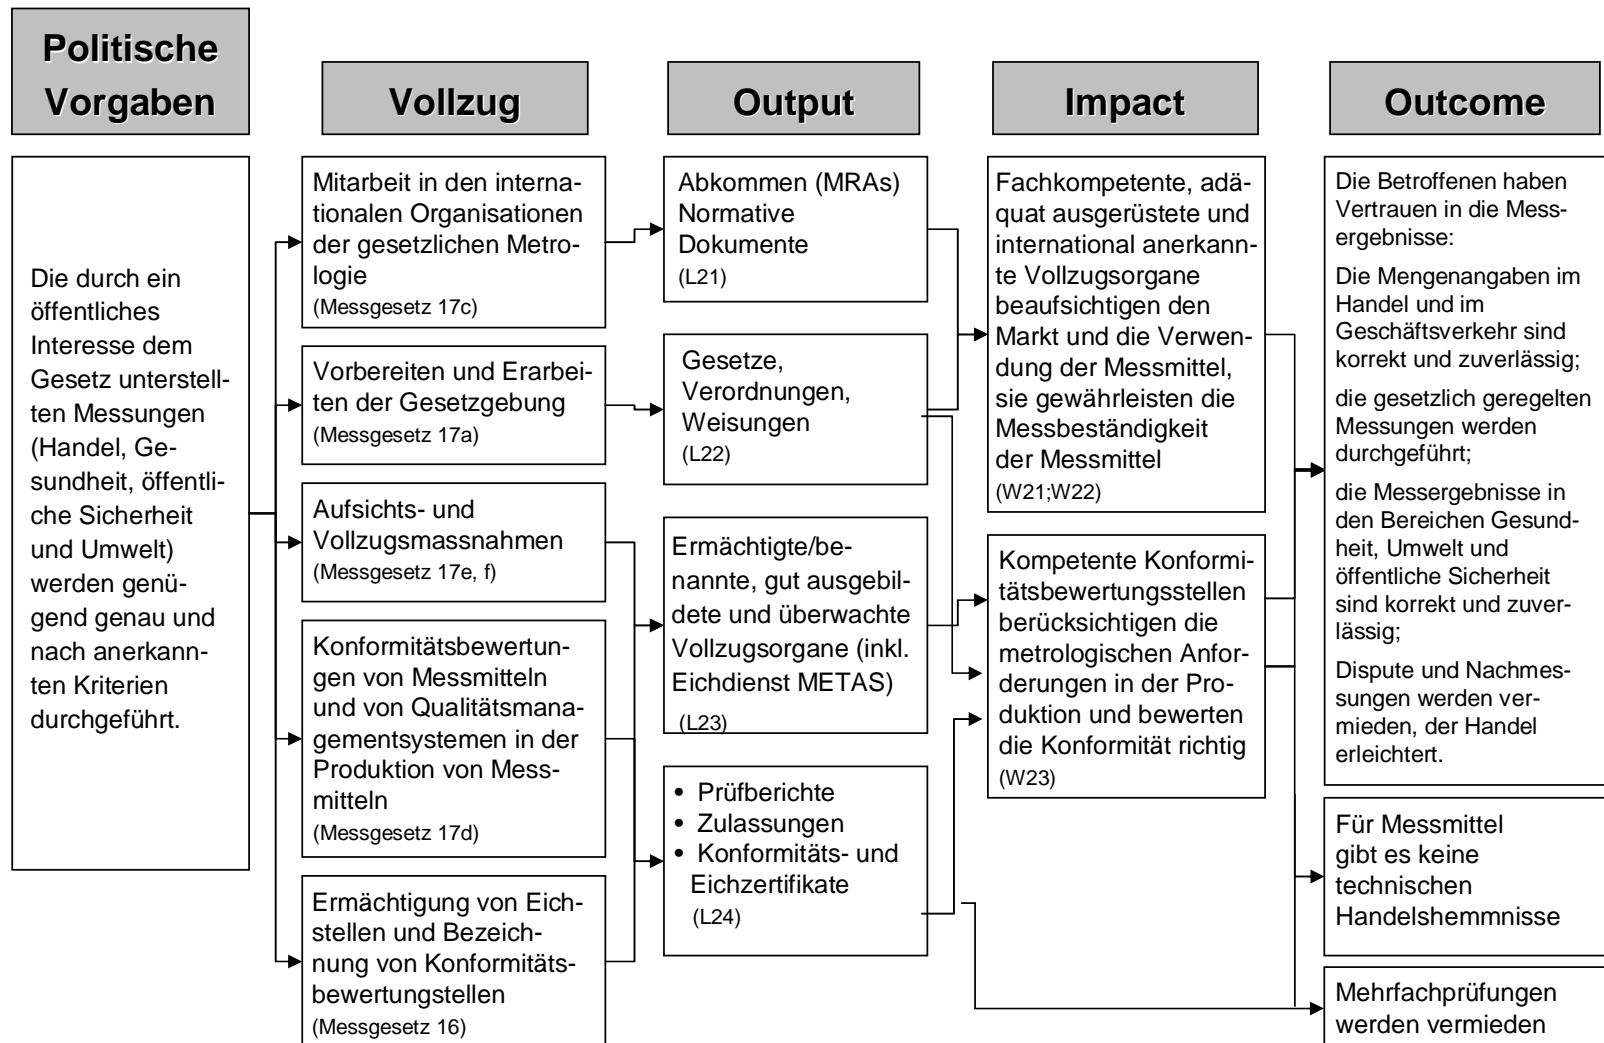 Politische
Vorgaben
Vollzug
Output
Impact
Outcome
Die durch ein
öffentliches
Interesse dem
Gesetz unterstell-
ten Messungen
(Handel, Ge-
sundheit, öffentli-
che Sicherheit
und Umwelt)
werden genü-
gend genau und
nach anerkann-
ten Kriterien
durchgeführt.
Mitarbeit in den interna-
tionalen Organisationen
der gesetzlichen Metro-
logie
(Messgesetz 17c)
Vorbereiten und Erarbei-
ten der Gesetzgebung
(Messgesetz 17a)
Aufsichts- und
Vollzugsmassnahmen
(Messgesetz 17e, f)
Konformitätsbewertun-
gen von Messmitteln
und von Qualitätsmana-
gementsystemen in der
Produktion von Mess-
mitteln
(Messgesetz 17d)
Ermächtigung von Eich-
stellen und Bezeich-
nung von Konformitäts-
bewertungstellen
(Messgesetz 16)
Abkommen (MRAs)
Normative
Dokumente
(L21)
Gesetze,
Verordnungen,
Weisungen
(L22)
Ermächtigte/be-
nannte, gut ausgebil-
dete und überwachte
Vollzugsorgane (inkl.
Eichdienst METAS)
(L23)
• Prüfberichte
• Zulassungen
• Konformitäts- und
Eichzertifikate
(L24)
Fachkompetente, adä-
quat ausgerüstete und
international anerkann-
te Vollzugsorgane
beaufsichtigen den
Markt und die Verwen-
dung der Messmittel,
sie gewährleisten die
Messbeständigkeit
der Messmittel
(W21;W22)
Kompetente Konformi-
tätsbewertungsstellen
berücksichtigen die
metrologischen Anfor-
derungen in der Pro-
duktion und bewerten
die Konformität richtig
(W23)
Die Betroffenen haben
Vertrauen in die Mess-
ergebnisse:
Die Mengenangaben im
Handel und im
Geschäftsverkehr sind
korrekt und zuverlässig;
die gesetzlich geregelten
Messungen werden
durchgeführt;
die Messergebnisse in
den Bereichen Gesund-
heit, Umwelt und
öffentliche Sicherheit
sind korrekt und zuver-
lässig;
Dispute und Nachmes-
sungen werden ver-
mieden, der Handel
erleichtert.
Für Messmittel
gibt es keine
technischen
Handelshemmnisse
Mehrfachprüfungen
werden vermieden